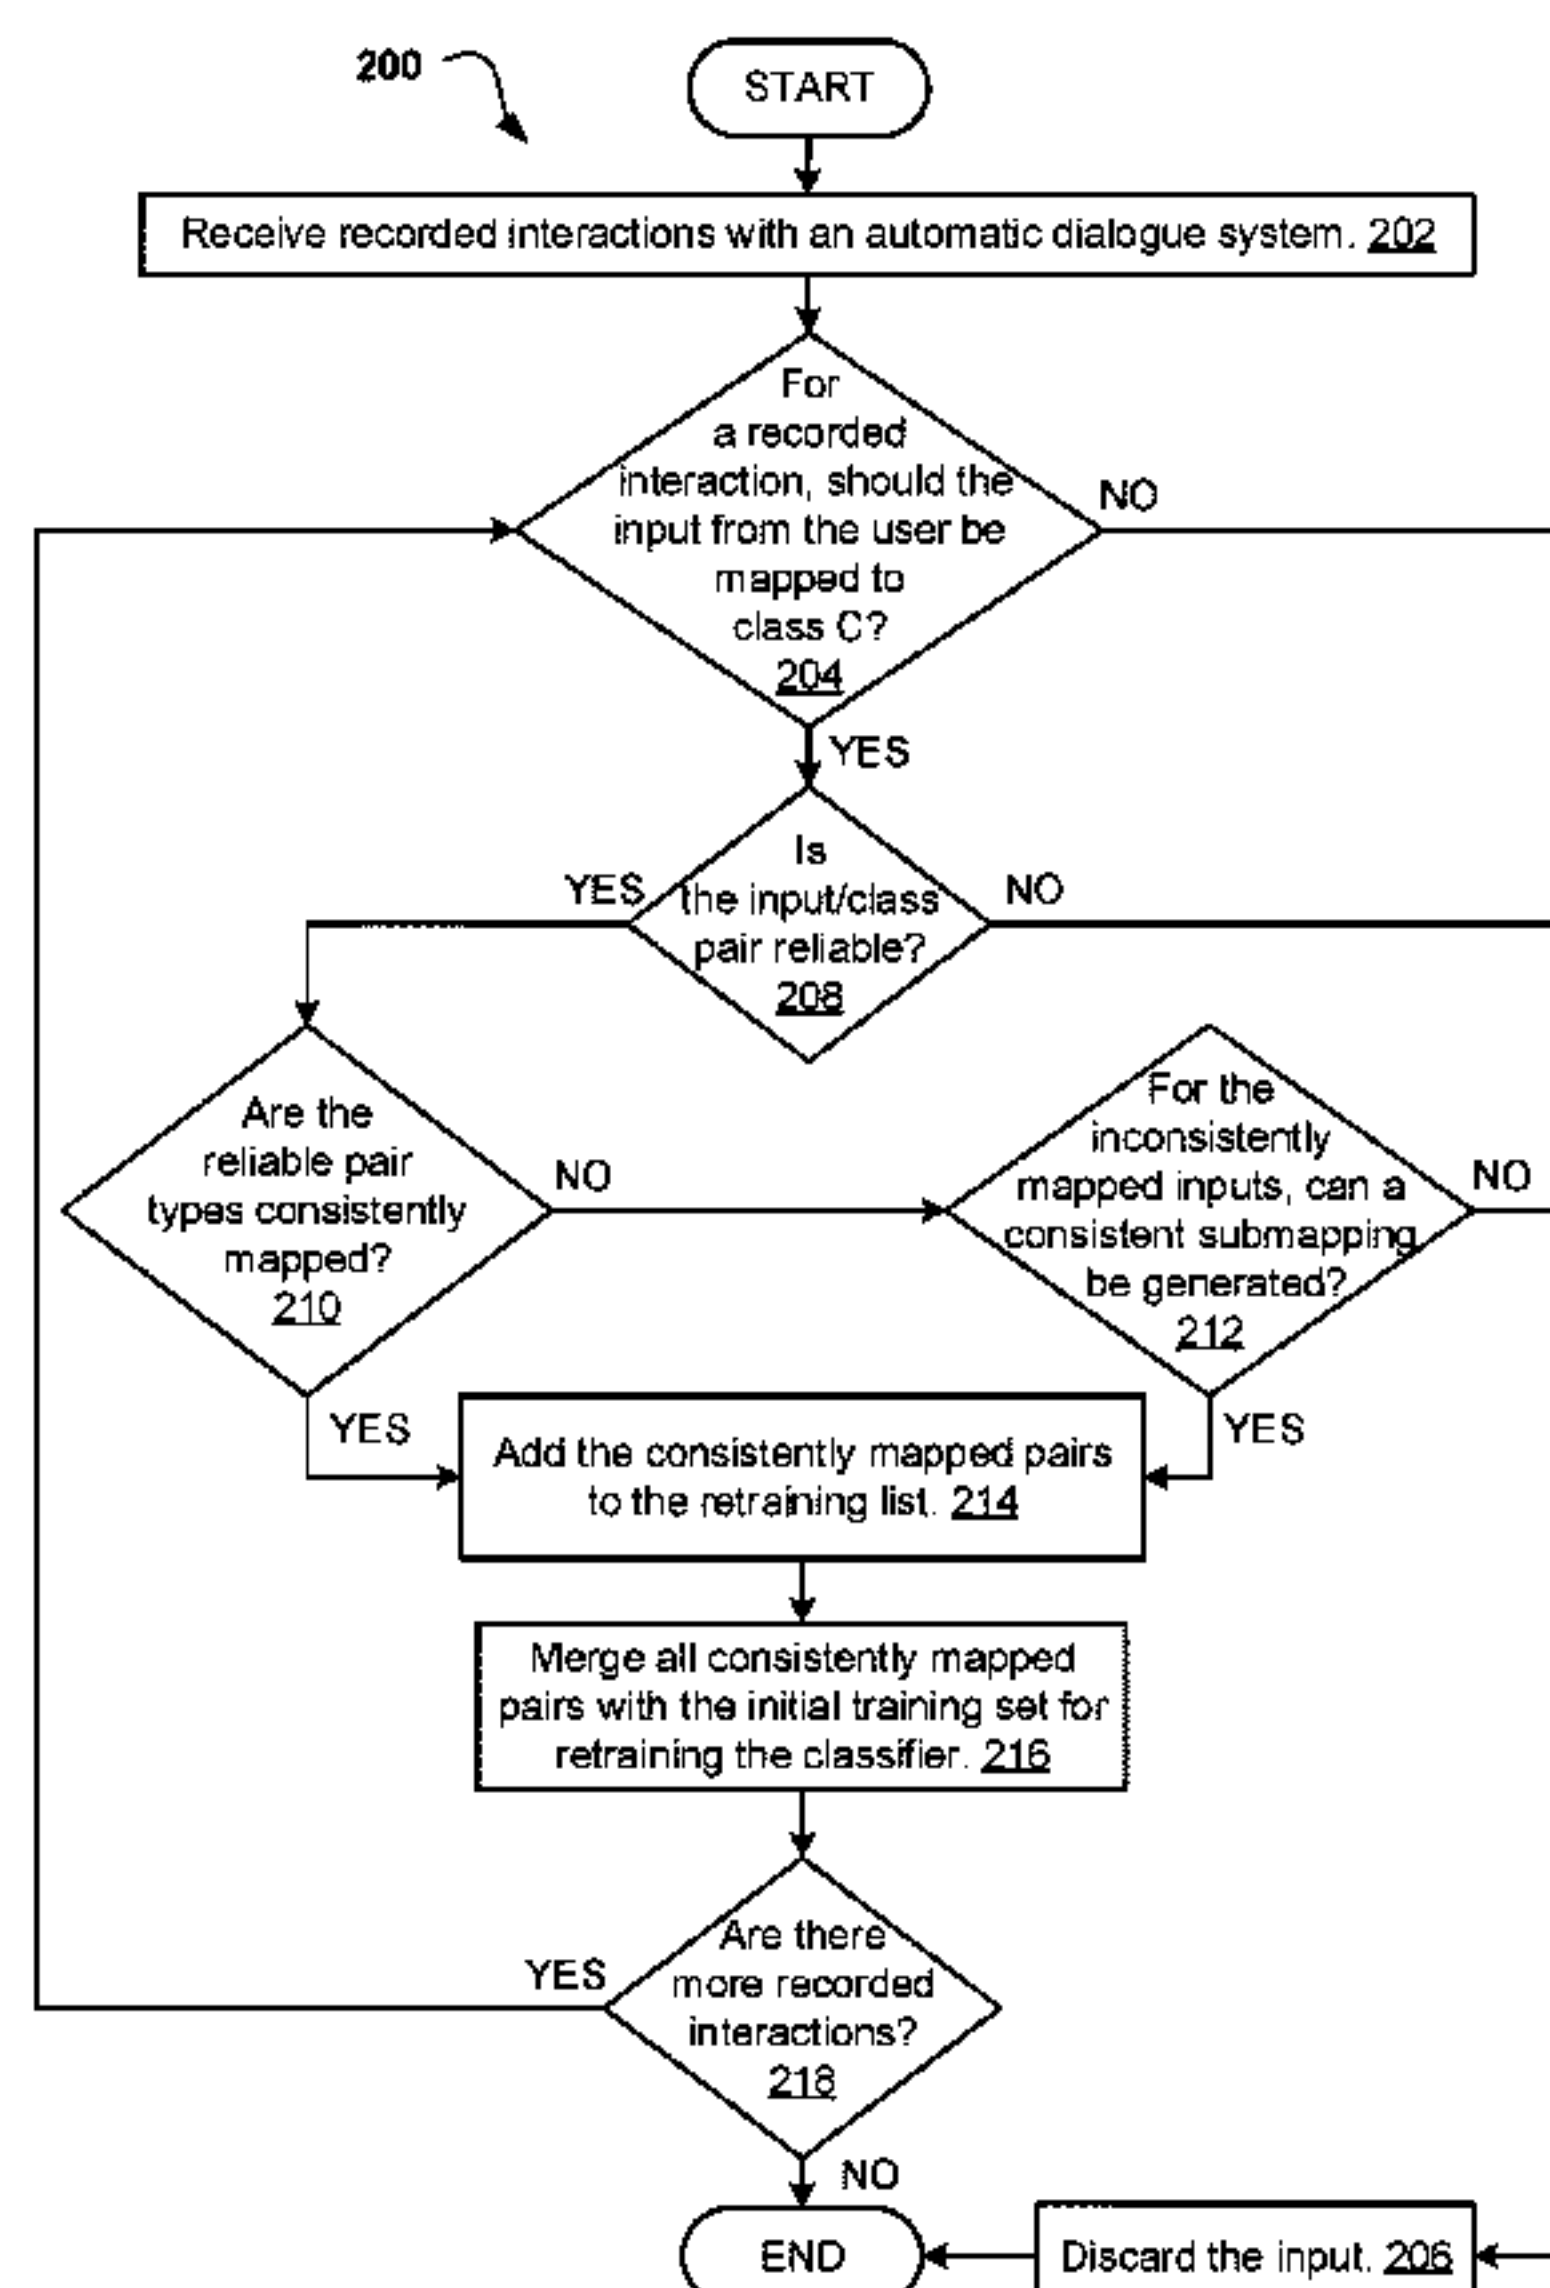 200
START
Receive recorded interactions with an automatic dialogue system. 202
For
a recorded
interaction, should the
input from the user be
mapped to
class C?
204
NO
YES
Is
the input/class
pair reliable?
208
YES
NO
Are the
reliable pair
types consistently
mapped?
210
NO
For the
inconsistently
mapped inputs, can a
consistent submapping
be generated?
212
NO
YES
YES
Add the consistently mapped pairs
to the retraining list. 214
Merge all consistently mapped
pairs with the initial training set for
retraining the classifier. 216
Are there
more recorded
interactions?
218
YES
NO
END
Discard the input. 206